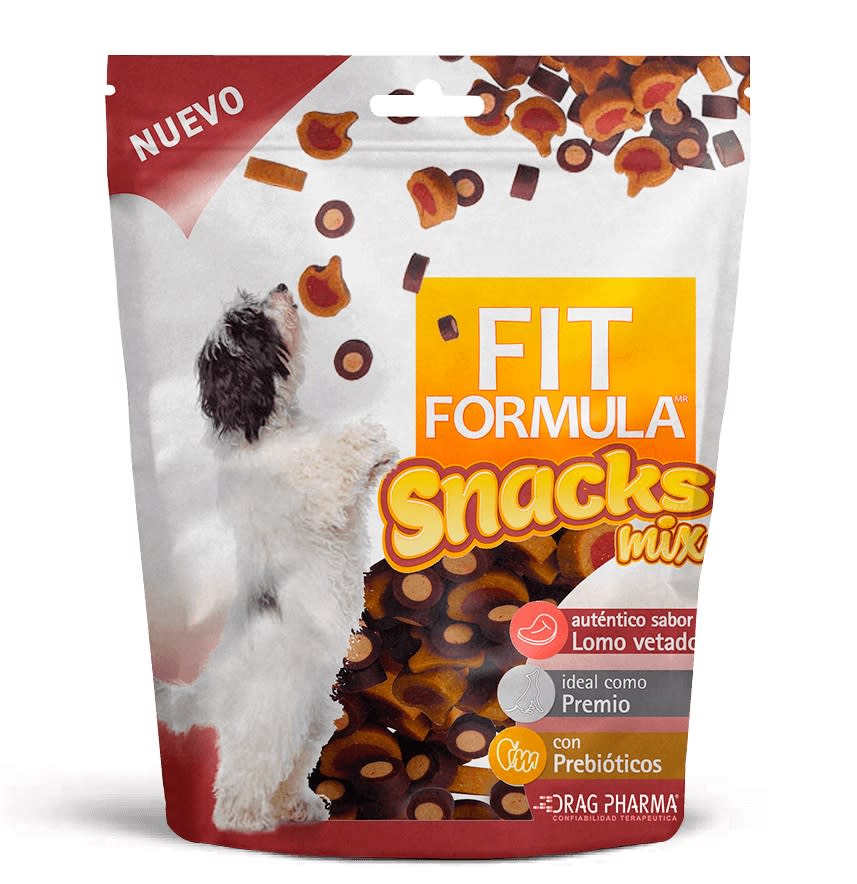 NUEVO
FIT
FORMULA MR
Snacks
mix
auténtico sabor
Lomo vetado
ideal como
Premio
con
Prebióticos
DRAG PHARMA®
CONFIABILIDAD TERAPEUTICA